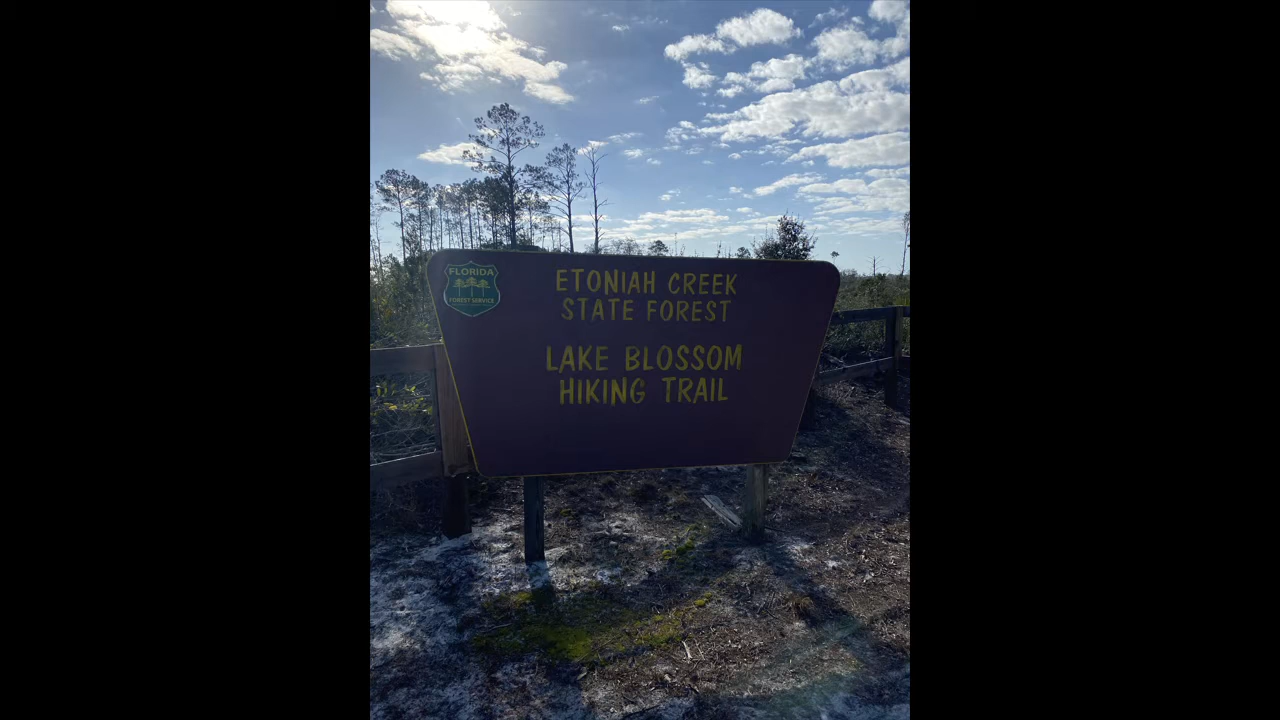 FLORIDA
FOREST SERVICE
ETONIAH CREEK
STATE FOREST
LAKE BLOSSOM
HIKING TRAIL